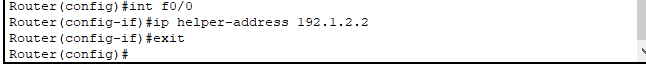 Router(config)#int f0/0
Router(config-if)#ip helper-address 192.1.2.2
Router(config-if)#exit
Router(config)#